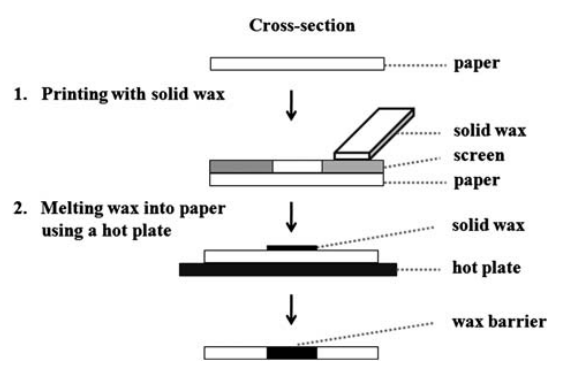 Cross-section
paper
1. Printing with solid wax
solid wax
screen
paper
2. Melting wax into paper
using a hot plate
solid wax
hot plate
wax barrier